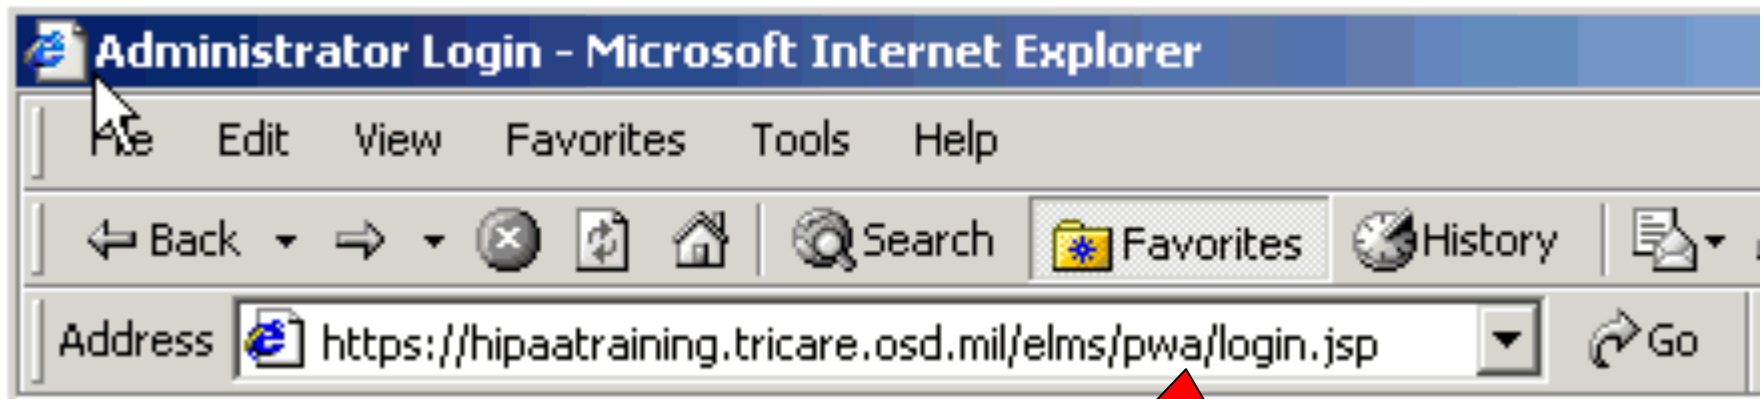 Administrator Login - Microsoft Internet Explorer
Edit View Favorites Tools Help
Back Search Favorites History
Address https://hipaatraining.tricare.osd.mil/elms/pwa/login.jsp Go